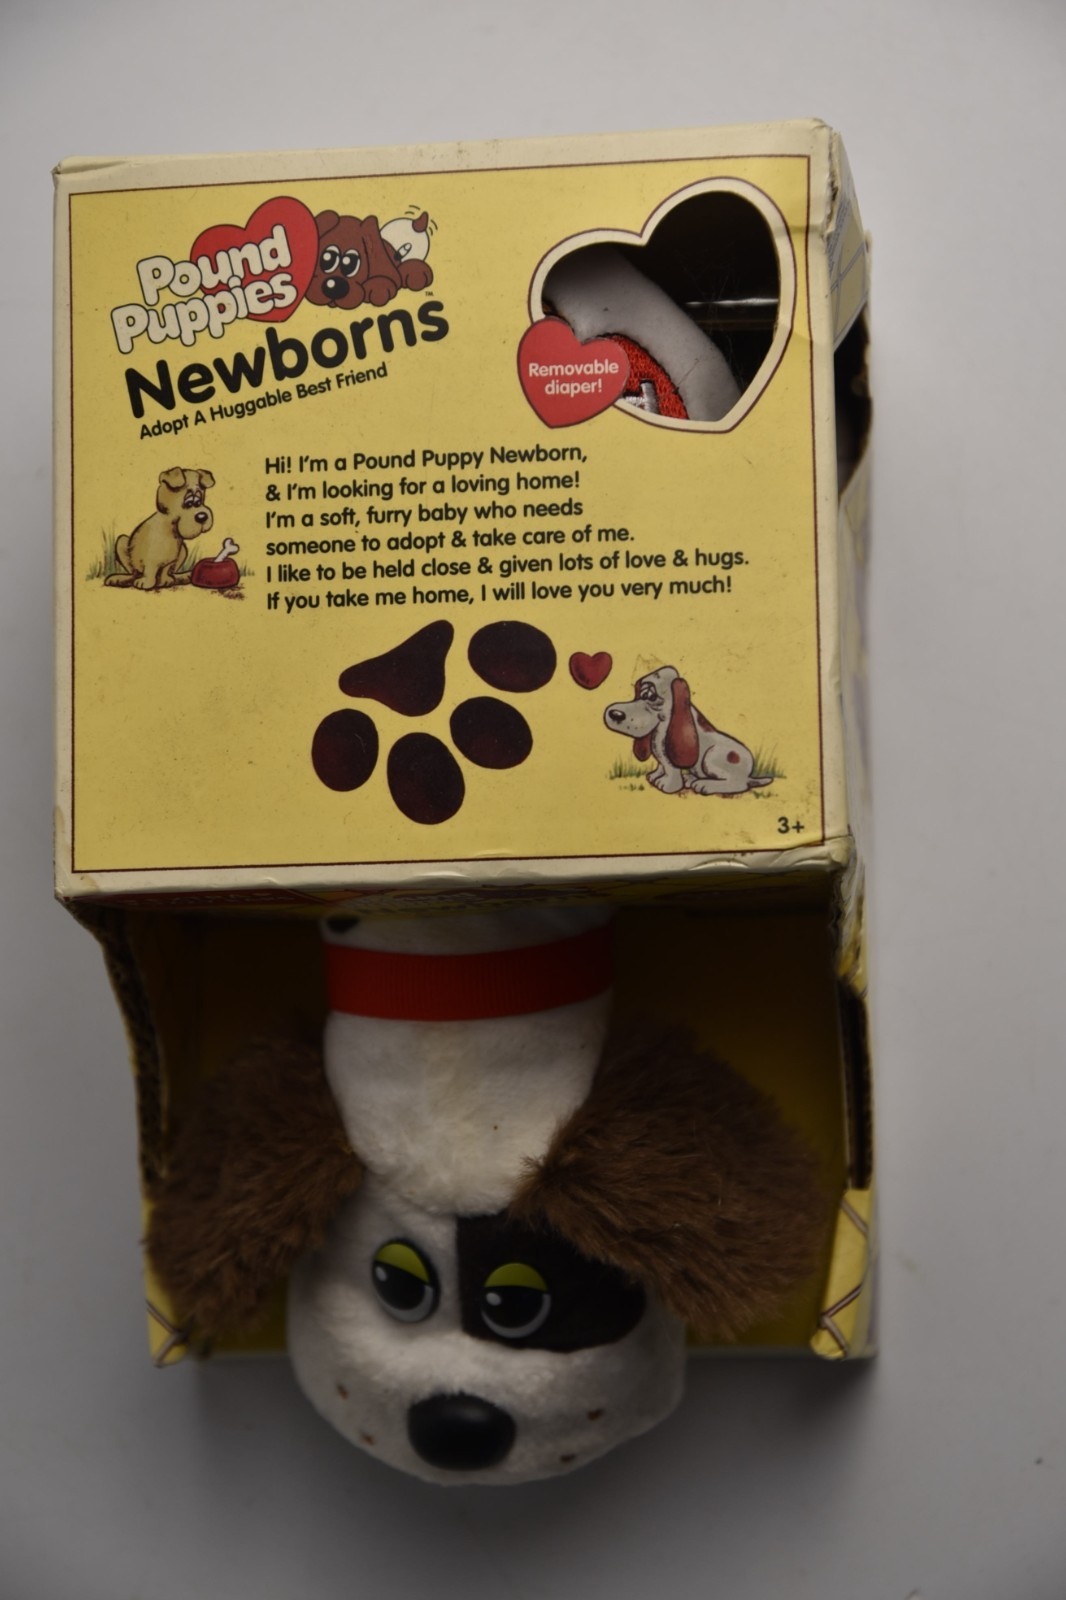 Pound
Puppies
™
Newborns
Adopt A Huggable Best Friend
Removable
diaper!
Hi! I'm a Pound Puppy Newborn,
& I'm looking for a loving home!
I'm a soft, furry baby who needs
someone to adopt & take care of me.
I like to be held close & given lots of love & hugs.
If you take me home, I will love you very much!
3+